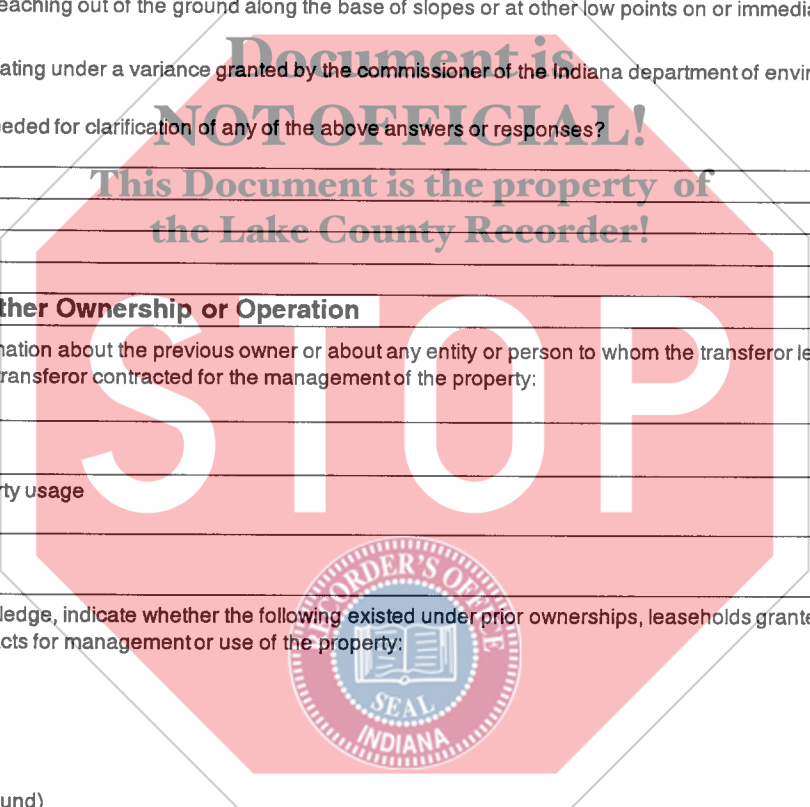 eaching out of the ground along the base of slopes or at other low points on or immedia
Document is
ating under a variance granted by the commissioner of the Indiana department of envir
NOT OFFICIAL!
eeded for clarification of any of the above answers or responses?
This Document is the property of
the Lake County Recorder!
ther Ownership or Operation
STOP
nation about the previous owner or about any entity or person to whom the transferor le
ransferor contracted for the management of the property:
rty usage
RECORDER'S OFFICE
ledge, indicate whether the following existed under prior ownerships, leaseholds grante
cts for management or use of the property:
SEAL
INDIANA
und)